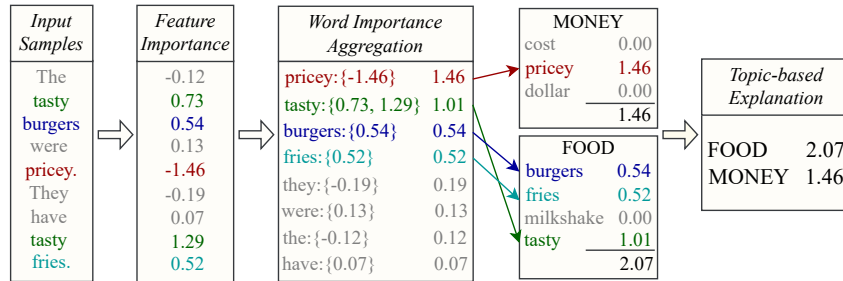 Input
Samples
The
tasty
burgers
were
pricey.
They
have
tasty
fries.
Feature
Importance
-0.12
0.73
0.54
0.13
-1.46
-0.19
0.07
1.29
0.52
Word Importance
Aggregation
pricey:{-1.46} 1.46
tasty:{0.73, 1.29} 1.01
burgers:{0.54} 0.54
fries:{0.52} 0.52
they:{-0.19} 0.19
were:{0.13} 0.13
the:{-0.12} 0.12
have:{0.07} 0.07
MONEY
cost 0.00
pricey 1.46
dollar 0.00
1.46
FOOD
burgers 0.54
fries 0.52
milkshake 0.00
tasty 1.01
2.07
Topic-based
Explanation
FOOD 2.07
MONEY 1.46